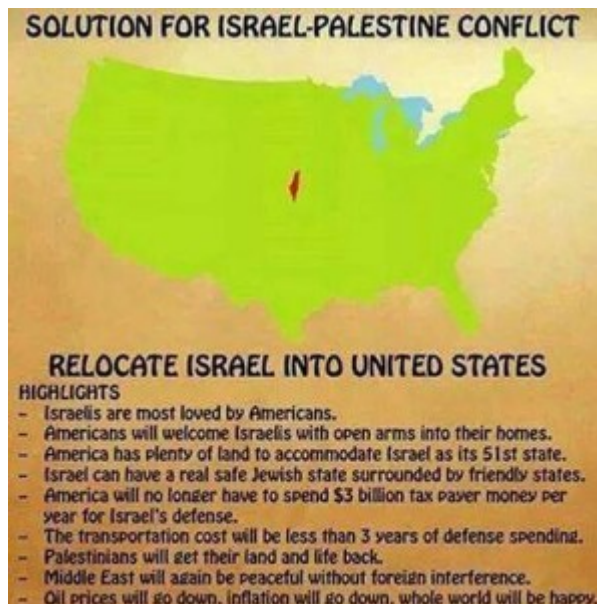 SOLUTION FOR ISRAEL-PALESTINE CONFLICT
RELOCATE ISRAEL INTO UNITED STATES
HIGHLIGHTS
- Israelis are most loved by Americans.
- Americans will welcome Israelis with open arms into their homes.
- America has plenty of land to accommodate Israel as its 51st state.
- Israel can have a real safe Jewish state surrounded by friendly states.
- America will no longer have to spend $3 billion tax payer money per
year for Israel's defense.
- The transportation cost will be less than 3 years of defense spending.
- Palestinians will get their land and life back.
- Middle East will again be peaceful without foreign interference.
- Oil prices will go down, inflation will go down, whole world will be happy.